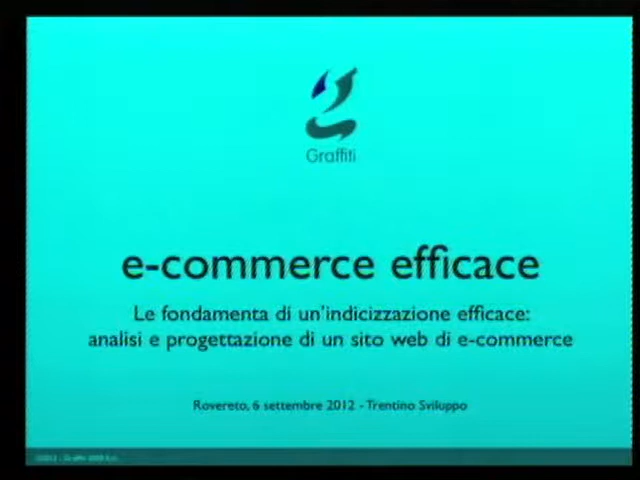 Graffiti
e-commerce efficace
Le fondamenta di un'indicizzazione efficace:
analisi e progettazione di un sito web di e-commerce
Rovereto, 6 settembre 2012 - Trentino Sviluppo